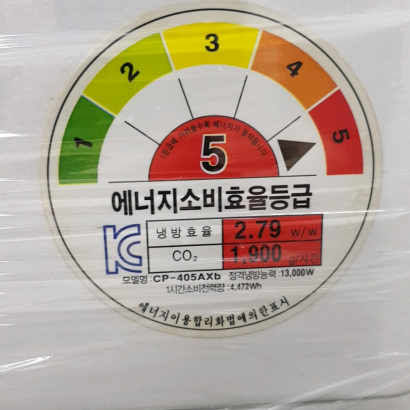 1 2 3 4 5
1등급에 가까울수록 에너지가 절약됩니다
5
에너지소비효율등급
냉방효율 2.79 W/W
CO₂ 1,900 g/시간
모델명 : CP-405AXb 정격냉방능력 : 13,000W
1시간소비전력량 : 4,472Wh
에너지이용합리화법에의한표시